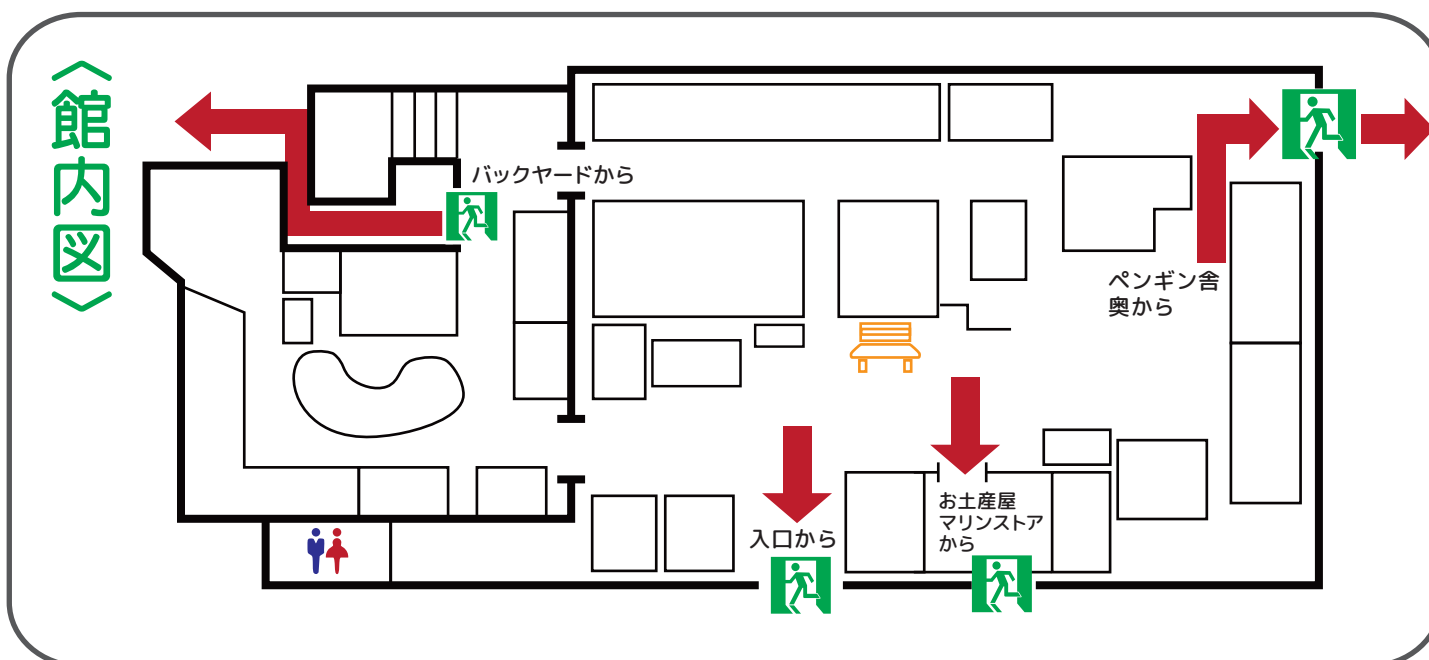 〈館内図〉
バックヤードから
ペンギン舎
奥から
お土産屋
マリンストア
から
入口から